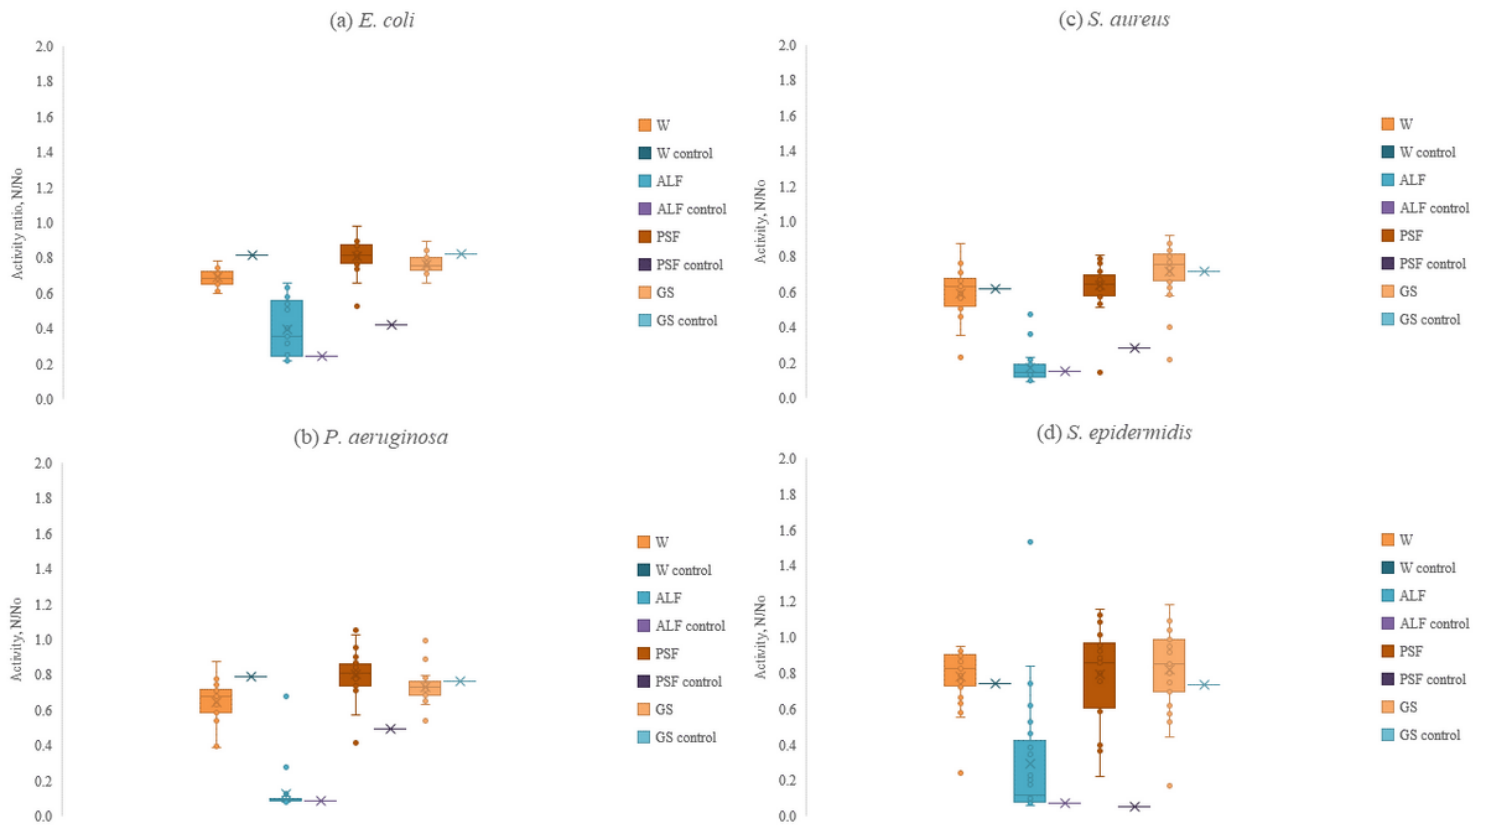 (a) E. coli
2.0
1.8
1.6
1.4
1.2
1.0
0.8
0.6
0.4
0.2
0.0
Activity ratio, N/No
W
W control
ALF
ALF control
PSF
PSF control
GS
GS control
(c) S. aureus
2.0
1.8
1.6
1.4
1.2
1.0
0.8
0.6
0.4
0.2
0.0
Activity, N/No
W
W control
ALF
ALF control
PSF
PSF control
GS
GS control
(b) P. aeruginosa
2.0
1.8
1.6
1.4
1.2
1.0
0.8
0.6
0.4
0.2
0.0
Activity, N/No
W
W control
ALF
ALF control
PSF
PSF control
GS
GS control
(d) S. epidermidis
2.0
1.8
1.6
1.4
1.2
1.0
0.8
0.6
0.4
0.2
0.0
Activity, N/No
W
W control
ALF
ALF control
PSF
PSF control
GS
GS control